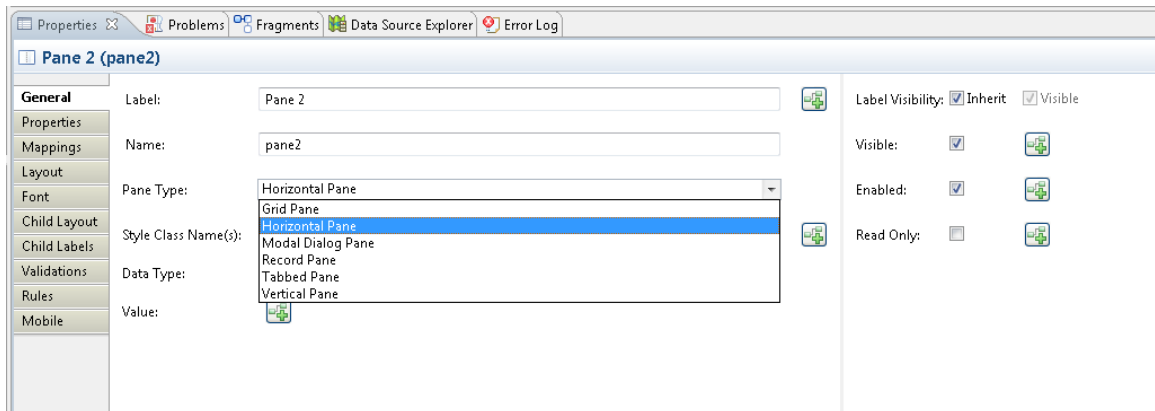 Properties Problems Fragments Data Source Explorer Error Log
Pane 2 (pane2)
General
Properties
Mappings
Layout
Font
Child Layout
Child Labels
Validations
Rules
Mobile
Label: Pane 2
Name: pane2
Pane Type: Horizontal Pane
Grid Pane
Horizontal Pane
Modal Dialog Pane
Record Pane
Tabbed Pane
Vertical Pane
Style Class Name(s):
Data Type:
Value:
Label Visibility: Inherit Visible
Visible:
Enabled:
Read Only: